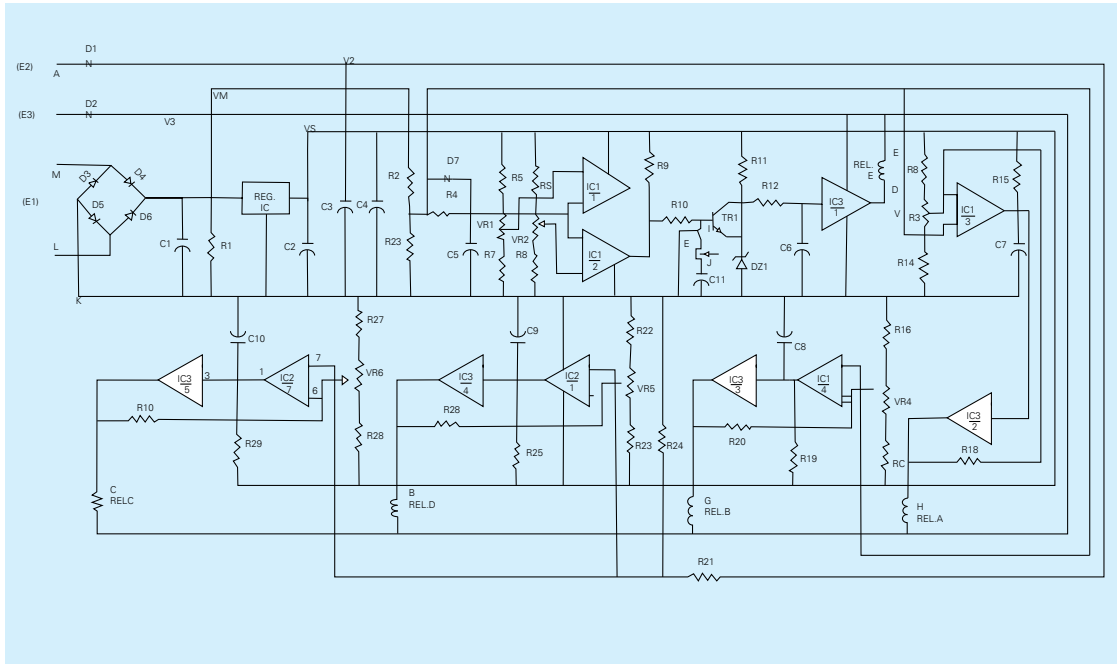 D1
(E2)
N
V2
A
D2
VM
(E3)
N
V3
VS
M
D3
D4
(E1)
D5
D6
L
K
C1
R1
REG.
IC
C2
C3
C4
R2
R23
D7
N
R4
C5
R5
RS
VR1
VR2
R7
R8
IC1
1
IC1
2
R9
R10
E
J
C11
TR1
I
R11
DZ1
R12
C6
IC3
1
REL.
E
E
D
V
R8
R3
R14
IC1
3
R15
C7
C10
R27
C9
R22
C8
R16
IC3
5
3
1
IC2
7
7
6
VR6
IC3
4
IC2
1
VR5
IC3
3
IC1
4
VR4
IC3
2
R10
R29
R28
R28
R25
R23
R24
R20
R19
RC
R18
C
RELC
B
REL.D
G
REL.B
H
REL.A
R21